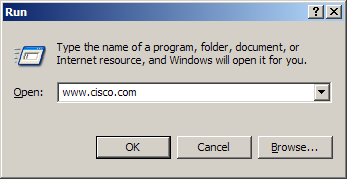 Run
Type the name of a program, folder, document, or
Internet resource, and Windows will open it for you.
Open: www.cisco.com
OK Cancel Browse...